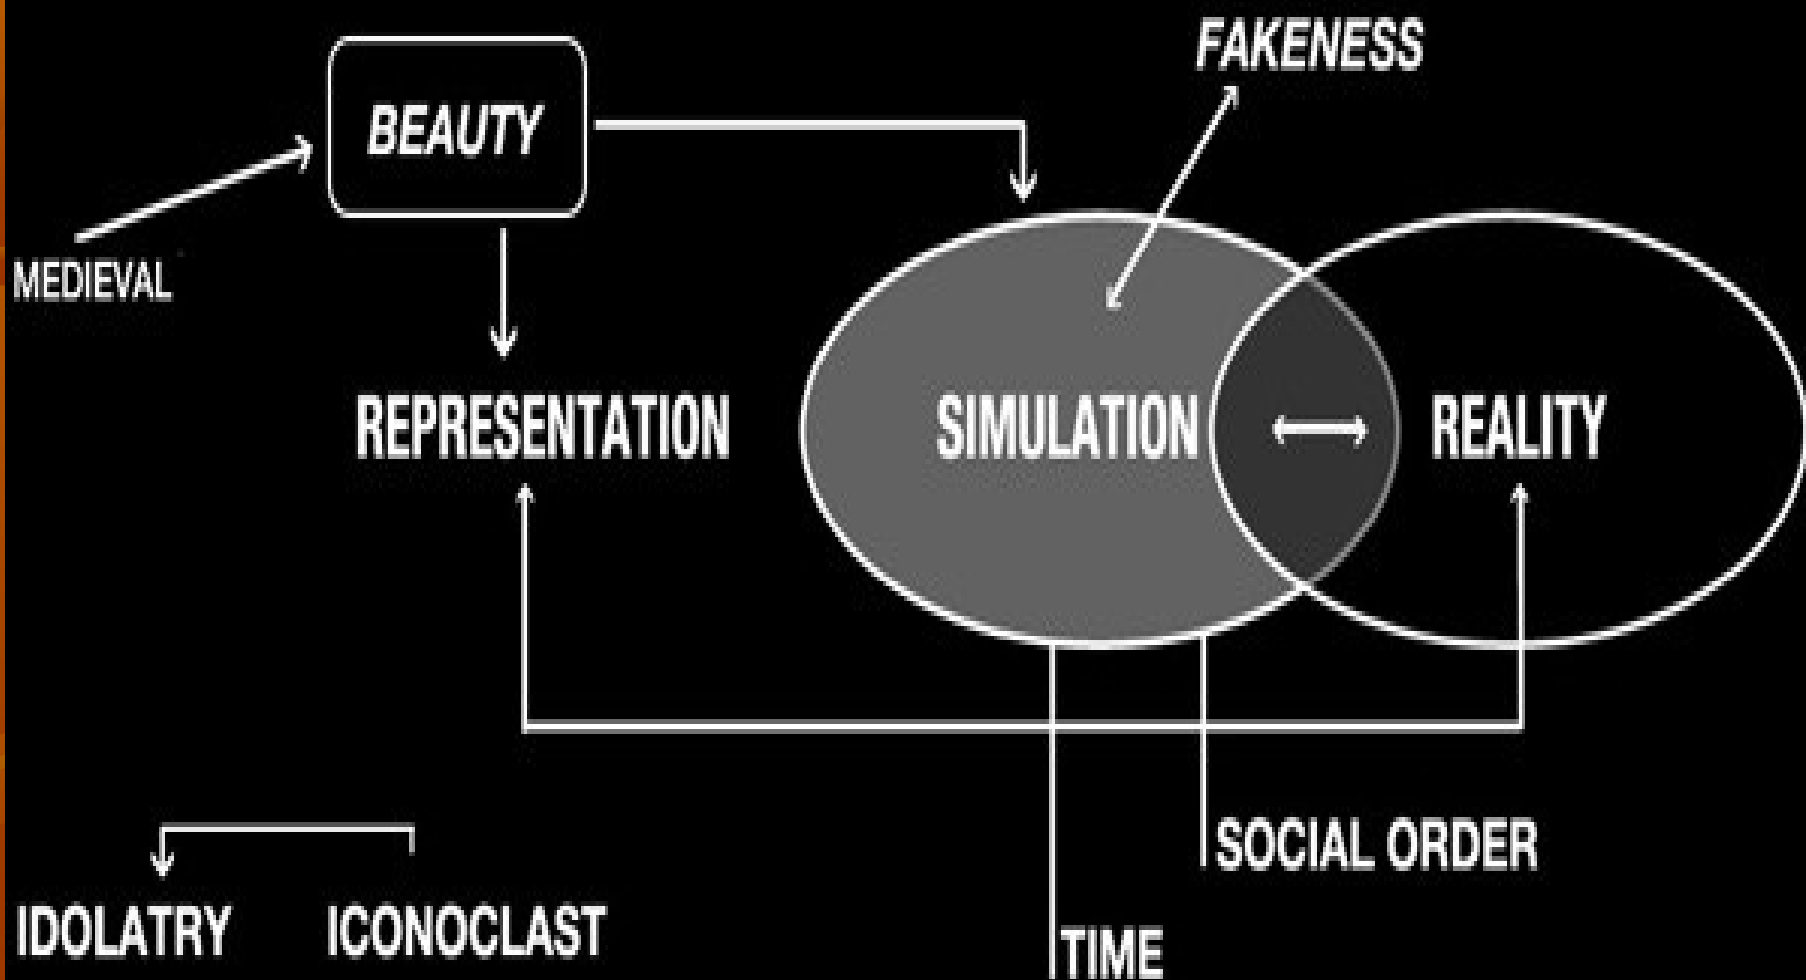 FAKENESS
BEAUTY
MEDIEVAL
REPRESENTATION
SIMULATION
REALITY
SOCIAL ORDER
IDOLATRY
ICONOCLAST
TIME